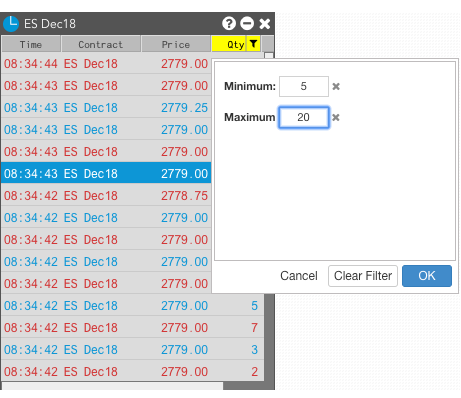 ES Dec18
Time Contract Price Qty
08:34:44 ES Dec18 2779.00
08:34:43 ES Dec18 2779.00
08:34:43 ES Dec18 2779.25
08:34:43 ES Dec18 2779.00
08:34:43 ES Dec18 2779.00
08:34:43 ES Dec18 2779.00
08:34:42 ES Dec18 2778.75
08:34:42 ES Dec18 2779.00
08:34:42 ES Dec18 2779.00
08:34:42 ES Dec18 2779.00
08:34:42 ES Dec18 2779.00
08:34:42 ES Dec18 2779.00 5
08:34:42 ES Dec18 2779.00 7
08:34:42 ES Dec18 2779.00 3
08:34:42 ES Dec18 2779.00 2
Minimum: 5
Maximum 20
Cancel Clear Filter OK